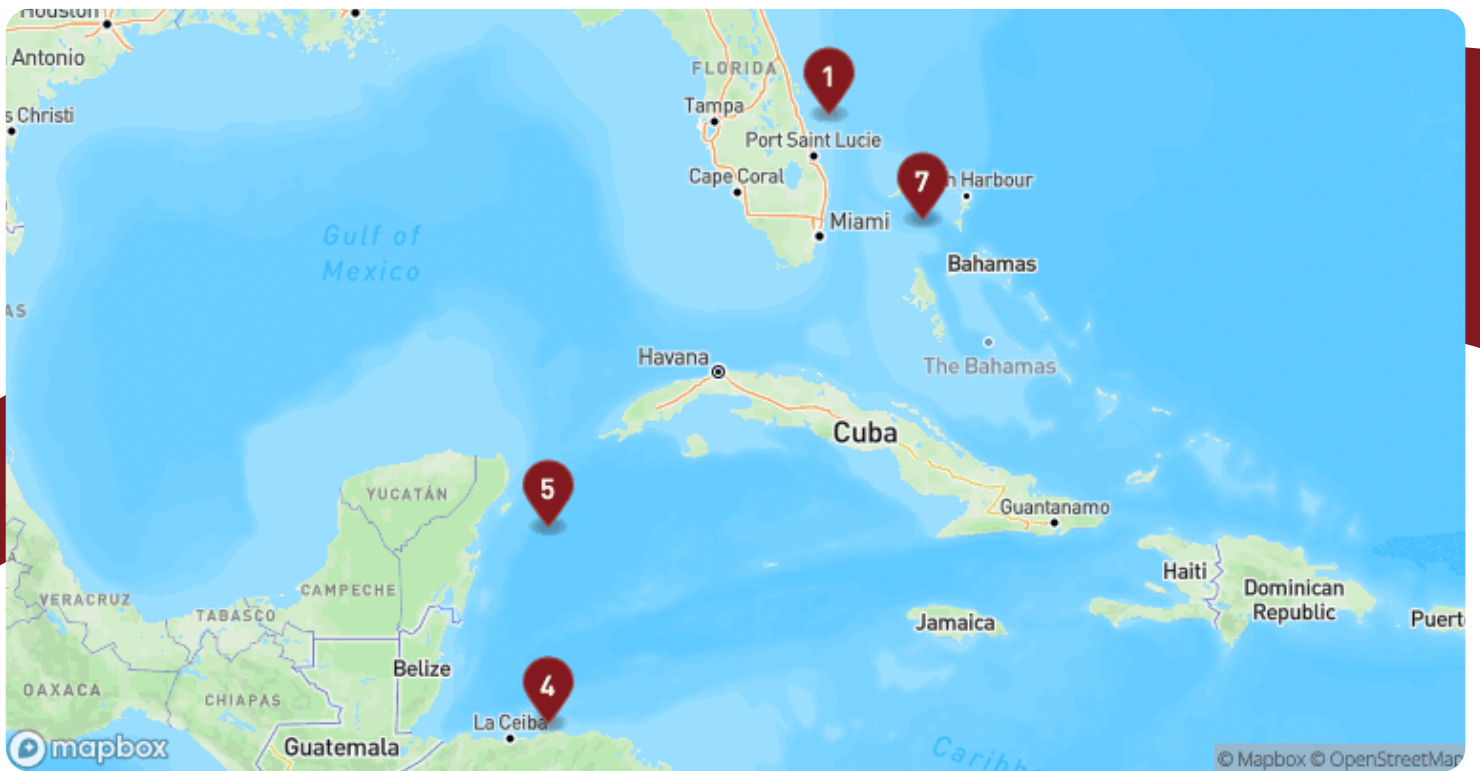 Houston
Antonio
s Christi
AS
FLORIDA
Tampa
1
Port Saint Lucie
Cape Coral
7
h Harbour
Miami
Gulf of
Mexico
Bahamas
Havana
The Bahamas
Cuba
5
YUCATÁN
Guantanamo
CAMPECHE
VERACRUZ
TABASCO
Haiti
Dominican
Republic
Jamaica
Puert
Belize
OAXACA
CHIAPAS
4
La Ceiba
Guatemala
Caribb
mapbox
© Mapbox © OpenStreetMap